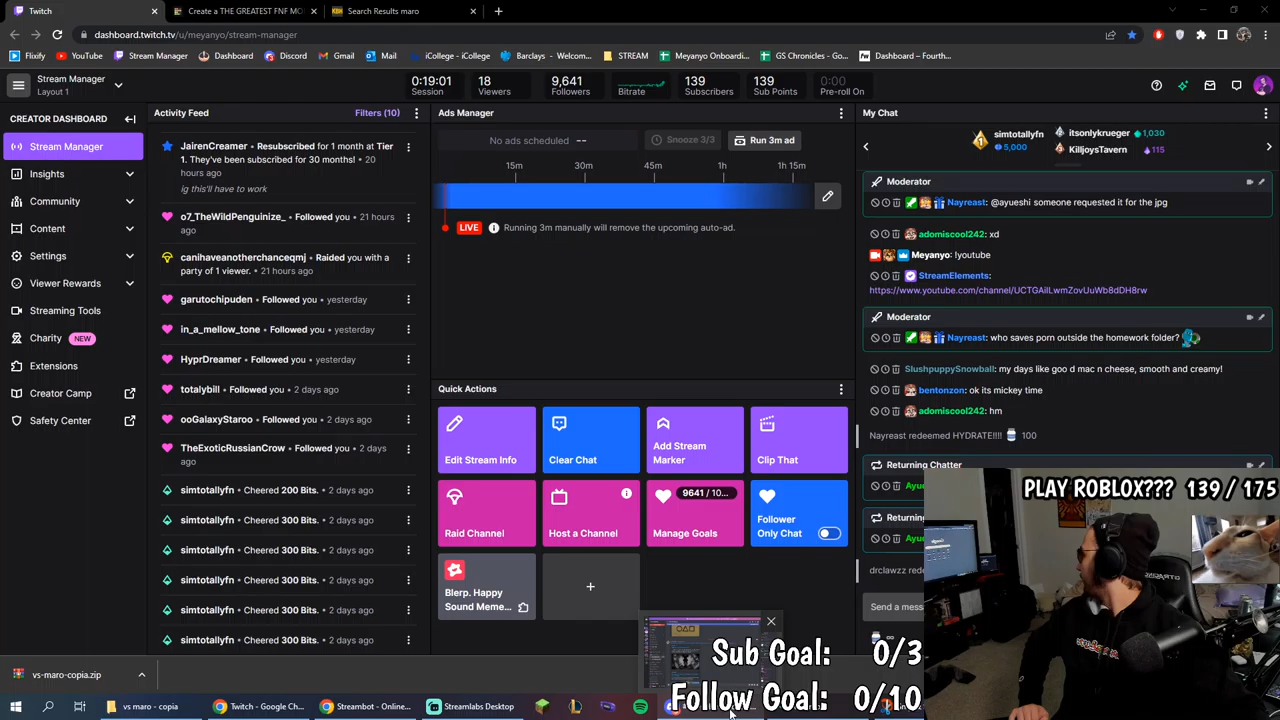 Twitch
Create a THE GREATEST FNF MO
Search Results maro
dashboard.twitch.tv/u/meyanyo/stream-manager
Flixify
YouTube
Stream Manager
Dashboard
Discord
Gmail
Mail
iCollege - iCollege
Barclays - Welcom...
STREAM
Meyanyo Onboardi...
GS Chronicles - Go...
Dashboard – Fourth...
Stream Manager
Layout 1
0:19:01
Session
18
Viewers
9,641
Followers
Bitrate
139
Subscribers
139
Sub Points
0:00
Pre-roll On
CREATOR DASHBOARD
Stream Manager
Insights
Community
Content
Settings
Viewer Rewards
Streaming Tools
Charity NEW
Extensions
Creator Camp
Safety Center
Activity Feed
Filters (10)
JairenCreamer • Resubscribed for 1 month at Tier
1. They've been subscribed for 30 months! • 20
hours ago
ig this'll have to work
o7_TheWildPenguinize_ • Followed you • 21 hours
ago
canihaveanotherchanceqmj • Raided you with a
party of 1 viewer. • 21 hours ago
garutochipuden • Followed you • yesterday
in_a_mellow_tone • Followed you • yesterday
HyprDreamer • Followed you • yesterday
totalybill • Followed you • 2 days ago
ooGalaxyStaroo • Followed you • 2 days ago
TheExoticRussianCrow • Followed you • 2 days
ago
simtotallyfn • Cheered 200 Bits. • 2 days ago
simtotallyfn • Cheered 300 Bits. • 2 days ago
simtotallyfn • Cheered 300 Bits. • 2 days ago
simtotallyfn • Cheered 300 Bits. • 2 days ago
simtotallyfn • Cheered 300 Bits. • 2 days ago
simtotallyfn • Cheered 300 Bits. • 2 days ago
Ads Manager
No ads scheduled --
Snooze 3/3
Run 3m ad
15m
30m
45m
1h
1h 15m
LIVE
Running 3m manually will remove the upcoming auto-ad.
Quick Actions
Edit Stream Info
Clear Chat
Add Stream
Marker
Clip That
Raid Channel
Host a Channel
9641 / 10...
Manage Goals
Follower
Only Chat
Blerp. Happy
Sound Meme...
My Chat
simtotallyfn
5,000
itsonlykrueger 1,030
KilljoysTavern 115
Moderator
Nayreast: @ayueshi someone requested it for the jpg
adomiscool242: xd
Meyanyo: !youtube
StreamElements:
https://www.youtube.com/channel/UCTGAilLwmZovUuWb8dDH8rw
Moderator
Nayreast: who saves porn outside the homework folder?
SlushpuppySnowball: my days like goo d mac n cheese, smooth and creamy!
bentonzon: ok its mickey time
adomiscool242: hm
Nayreast redeemed HYDRATE!!!! 100
Returning Chatter
Ayu
Returning
Ayu
drclawzz rede
Send a mess
PLAY ROBLOX??? 139 / 175
Sub Goal: 0/3
Follow Goal: 0/10
vs-maro-copia.zip
vs maro - copia
Twitch - Google Ch...
Streambot - Online...
Streamlabs Desktop